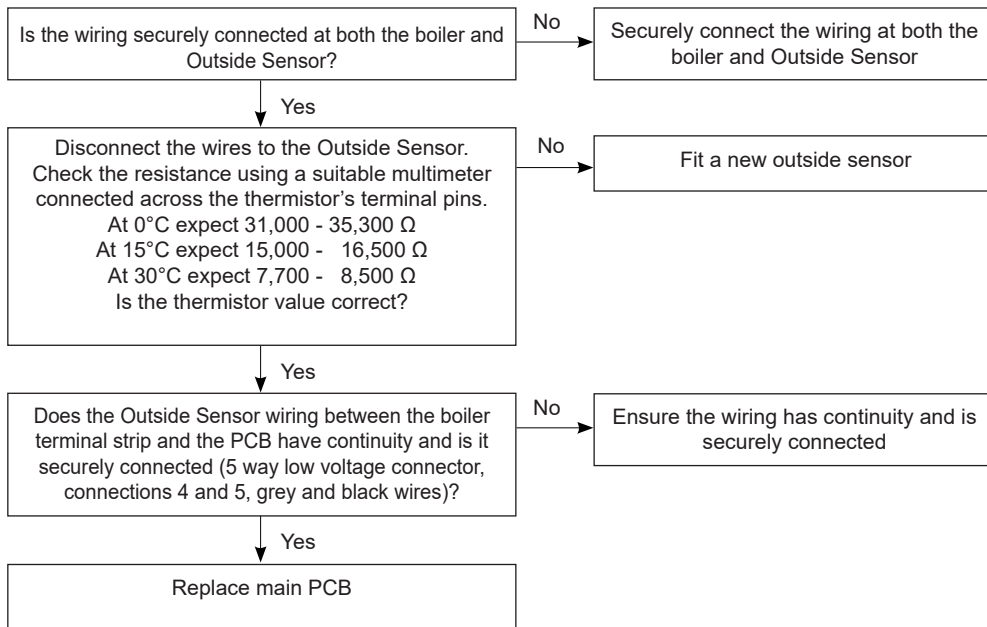 Is the wiring securely connected at both the boiler and
Outside Sensor?
No
Securely connect the wiring at both the
boiler and Outside Sensor
Yes
Disconnect the wires to the Outside Sensor.
Check the resistance using a suitable multimeter
connected across the thermistor’s terminal pins.
At 0°C expect 31,000 - 35,300 Ω
At 15°C expect 15,000 - 16,500 Ω
At 30°C expect 7,700 - 8,500 Ω
Is the thermistor value correct?
No
Fit a new outside sensor
Yes
Does the Outside Sensor wiring between the boiler
terminal strip and the PCB have continuity and is it
securely connected (5 way low voltage connector,
connections 4 and 5, grey and black wires)?
No
Ensure the wiring has continuity and is
securely connected
Yes
Replace main PCB